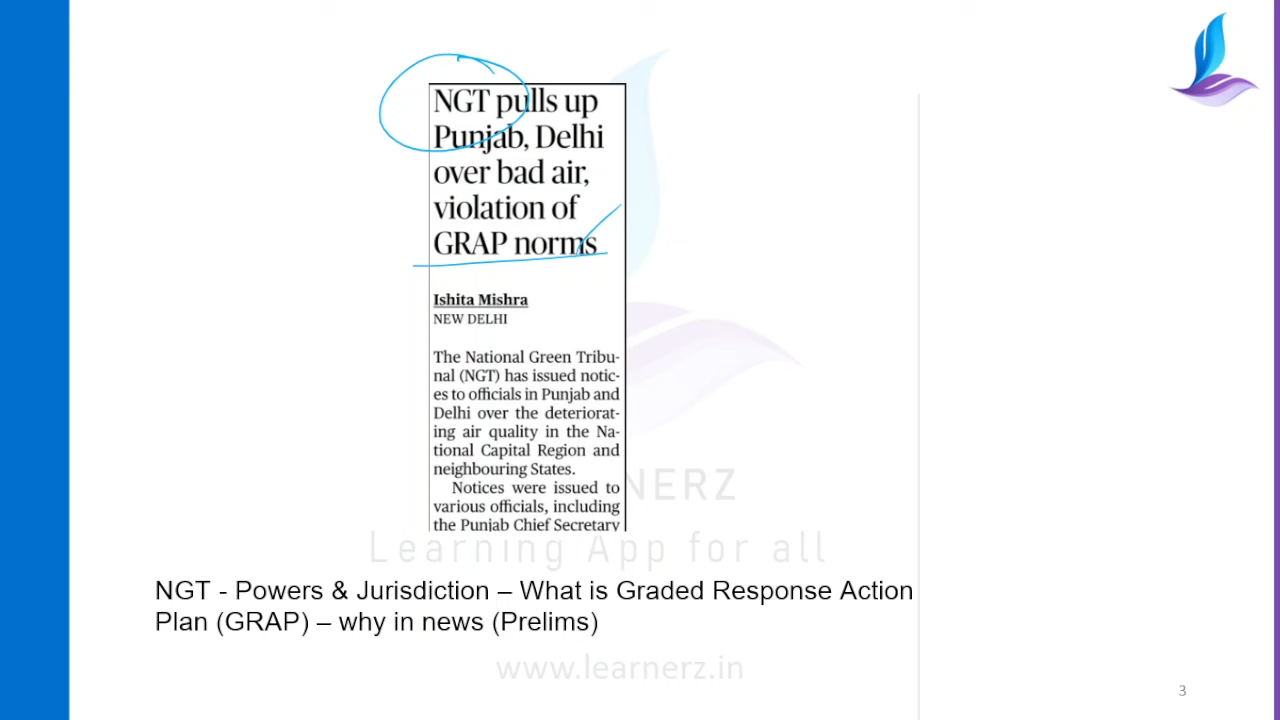 NGT pulls up
Punjab, Delhi
over bad air,
violation of
GRAP norms
Ishita Mishra
NEW DELHI
The National Green Tribu-
nal (NGT) has issued notic-
es to officials in Punjab and
Delhi over the deteriorat-
ing air quality in the Na-
tional Capital Region and
neighbouring States.
Notices were issued to
various officials, including
the Punjab Chief Secretary
NERZ
Learning App for all
NGT - Powers & Jurisdiction – What is Graded Response Action
Plan (GRAP) – why in news (Prelims)
www.learnerz.in
3